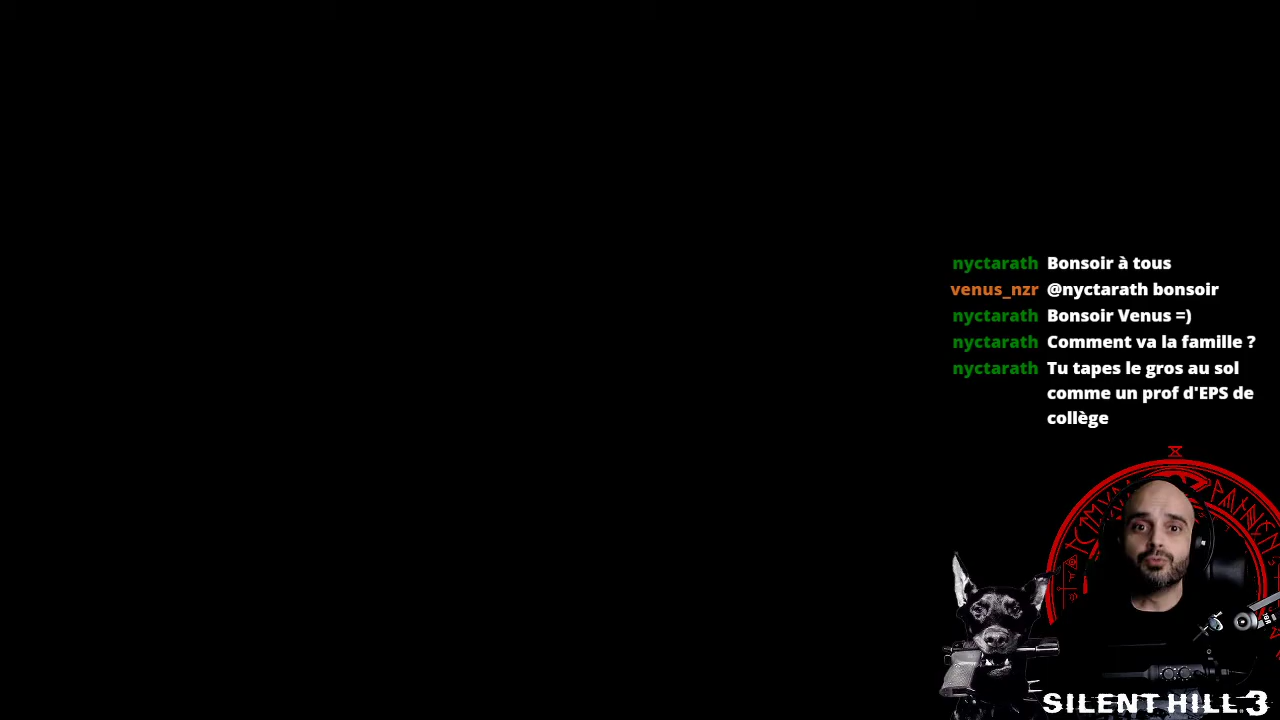 nyctarath Bonsoir à tous
venus_nzr @nyctarath bonsoir
nyctarath Bonsoir Venus =)
nyctarath Comment va la famille ?
nyctarath Tu tapes le gros au sol
comme un prof d'EPS de
collège
SILENT HILL 3